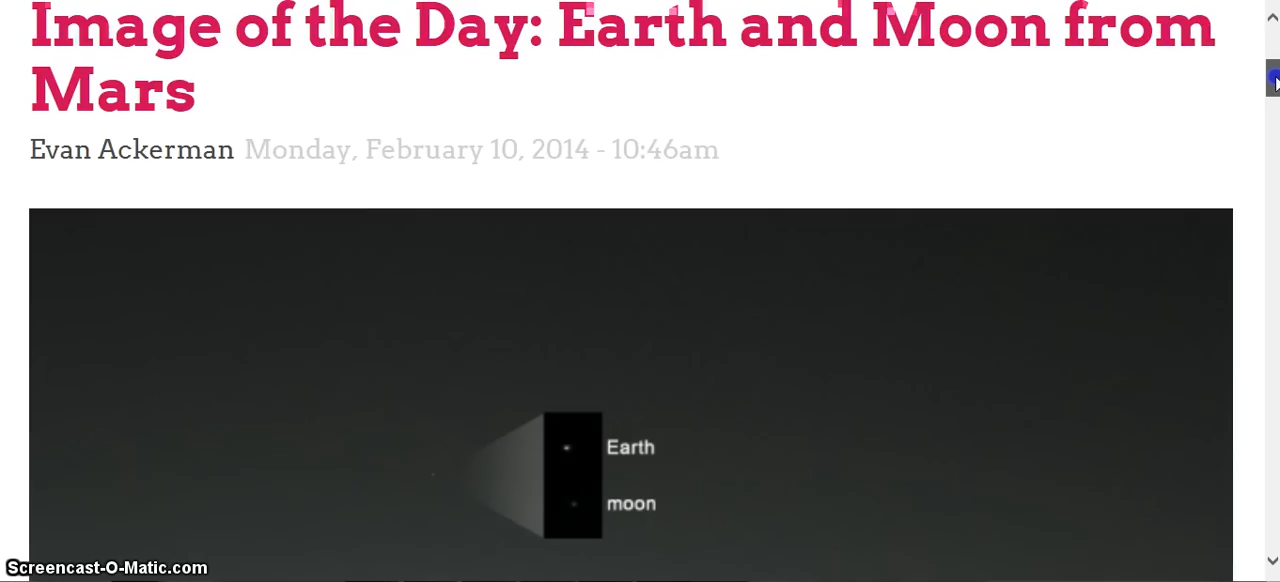 Image of the Day: Earth and Moon from
Mars
Evan Ackerman Monday, February 10, 2014 - 10:46am
Earth
moon
Screencast-O-Matic.com